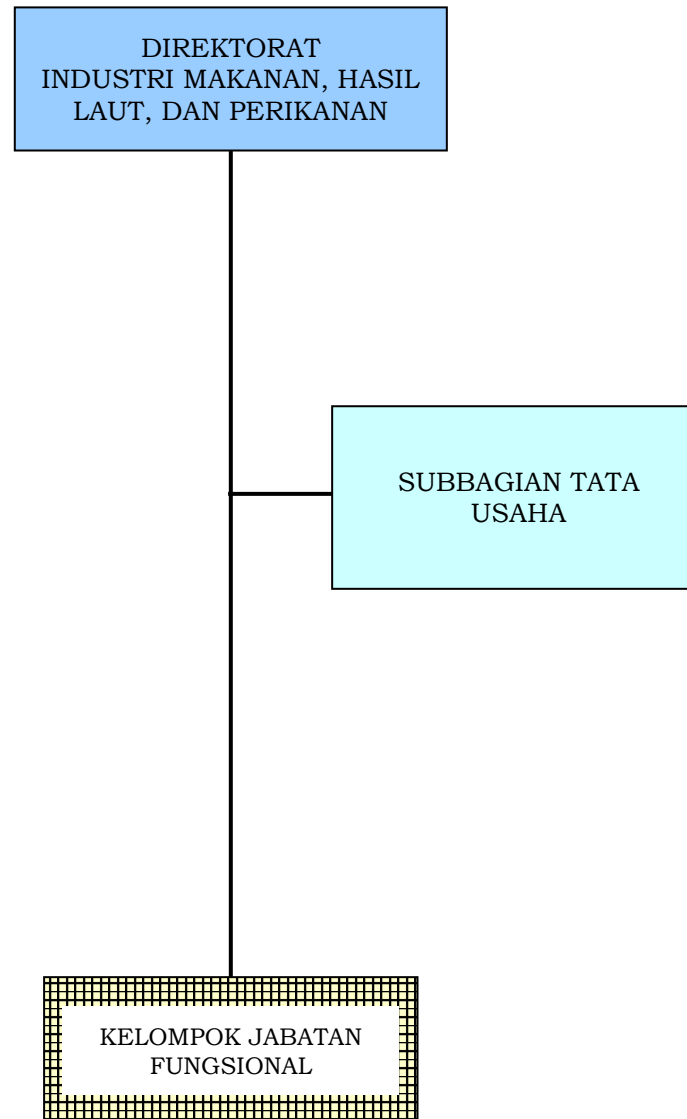 DIREKTORAT
INDUSTRI MAKANAN, HASIL
LAUT, DAN PERIKANAN
SUBBAGIAN TATA
USAHA
KELOMPOK JABATAN
FUNGSIONAL